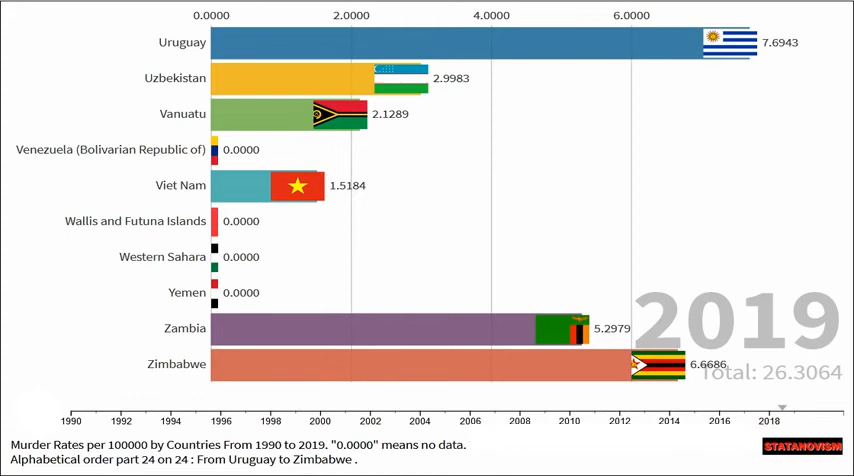 0.0000 2.0000 4.0000 6.0000
Uruguay 7.6943
Uzbekistan 2.9983
Vanuatu 2.1289
Venezuela (Bolivarian Republic of) 0.0000
Viet Nam 1.5184
Wallis and Futuna Islands 0.0000
Western Sahara 0.0000
Yemen 0.0000
Zambia 5.2979
2019
Zimbabwe 6.6686
Total: 26.3064
1990 1992 1994 1996 1998 2000 2002 2004 2006 2008 2010 2012 2014 2016 2018
Murder Rates per 100000 by Countries From 1990 to 2019. "0.0000" means no data.
STATANOVISM
Alphabetical order part 24 on 24 : From Uruguay to Zimbabwe .